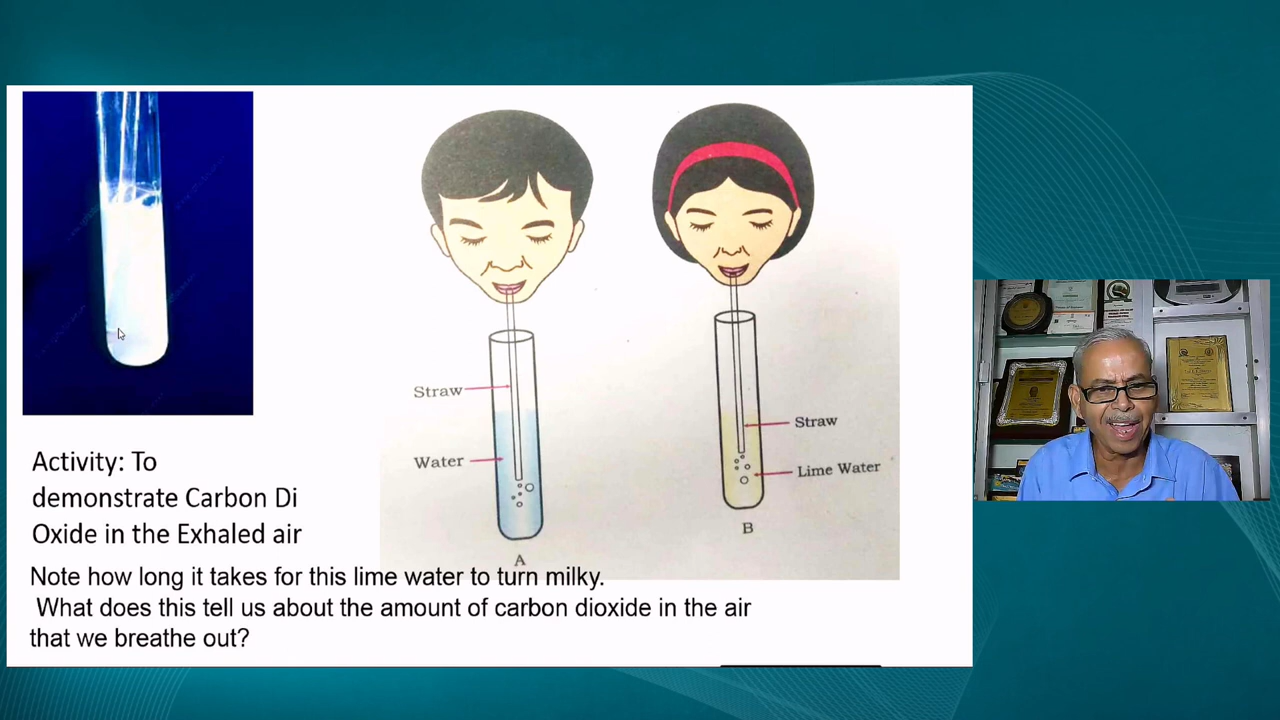 Straw
Water
A
Straw
Lime Water
B
Activity: To
demonstrate Carbon Di
Oxide in the Exhaled air
Note how long it takes for this lime water to turn milky.
What does this tell us about the amount of carbon dioxide in the air
that we breathe out?